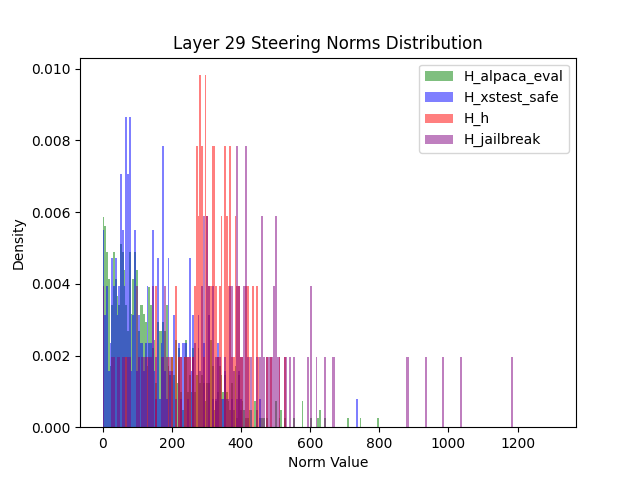 Layer 29 Steering Norms Distribution
H_alpaca_eval
H_xstest_safe
H_h
H_jailbreak
0.010
0.008
0.006
0.004
0.002
0.000
Density
0 200 400 600 800 1000 1200
Norm Value